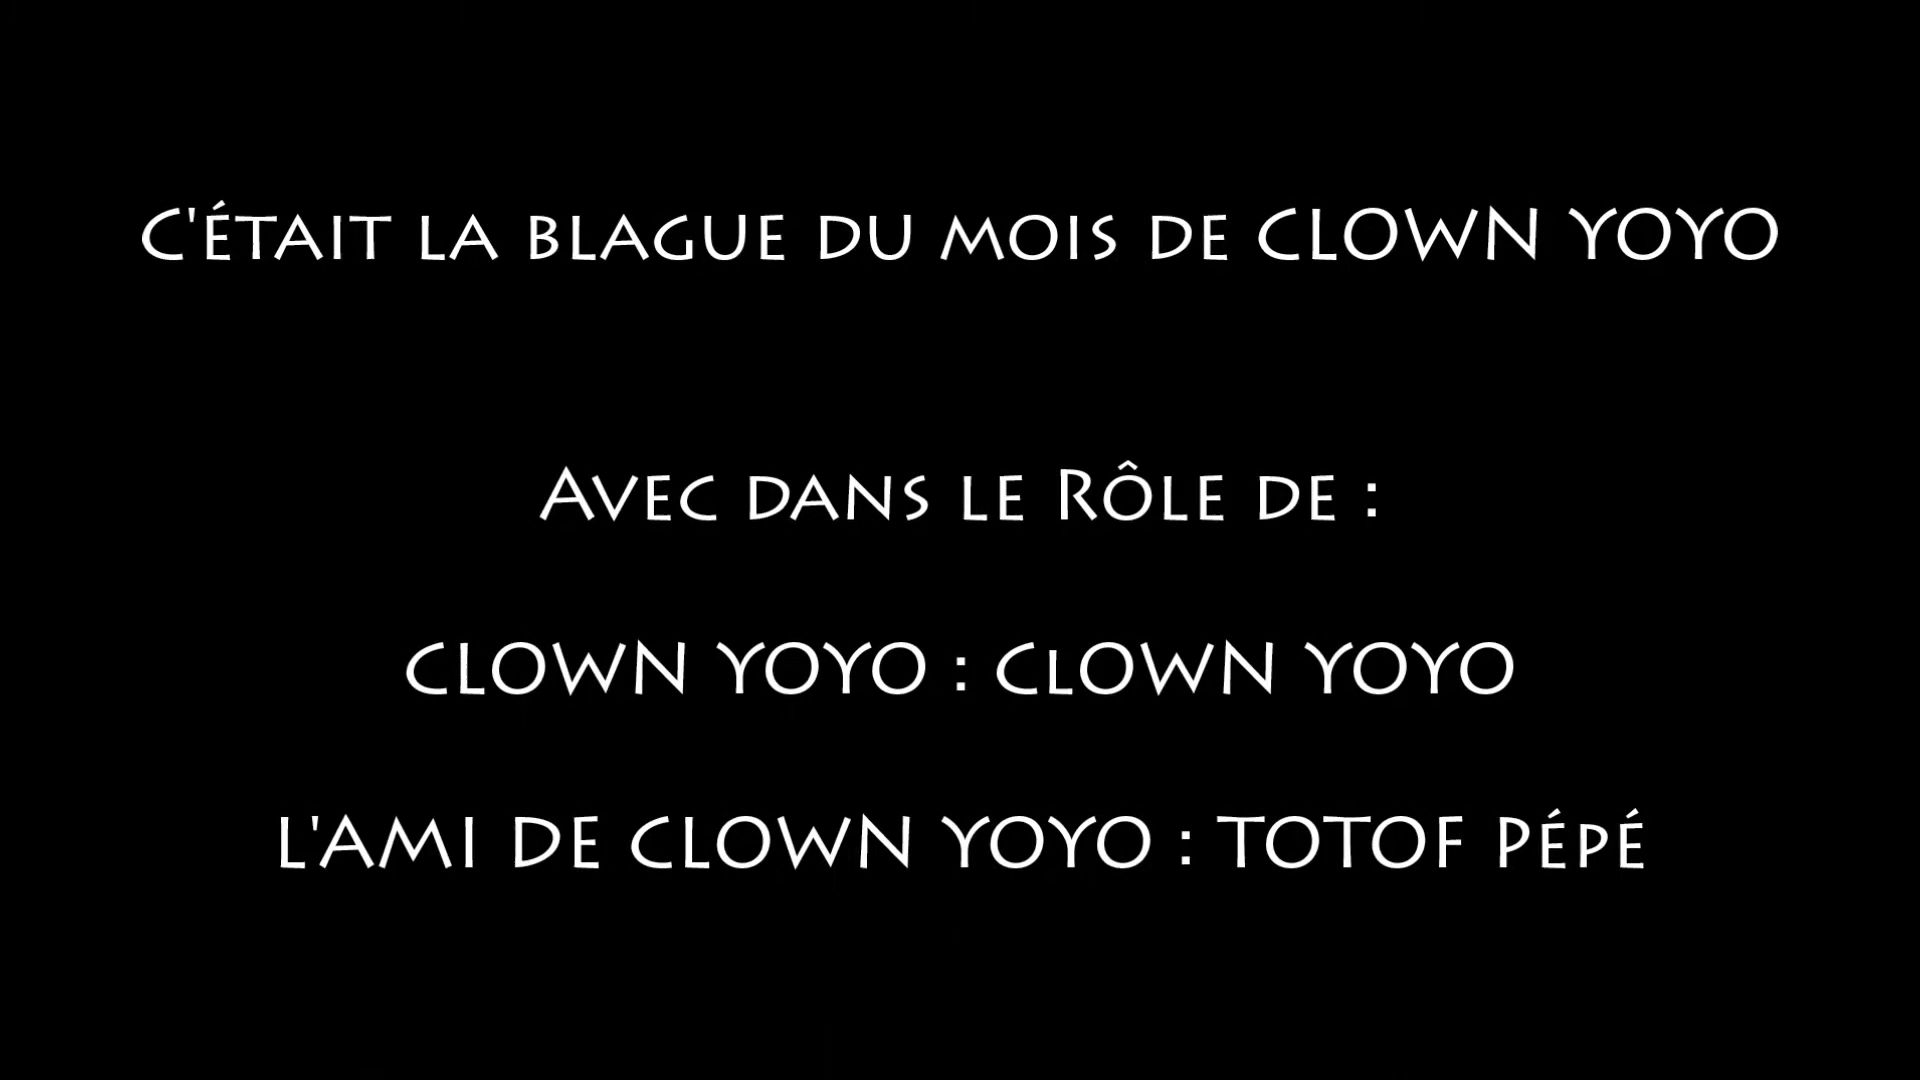 C'était la blague du mois de CLOWN YOYO
Avec dans le Rôle de :
CLOWN YOYO : ClOWN YOYO
L'AMI DE CLOWN YOYO : TOTOF Pépé